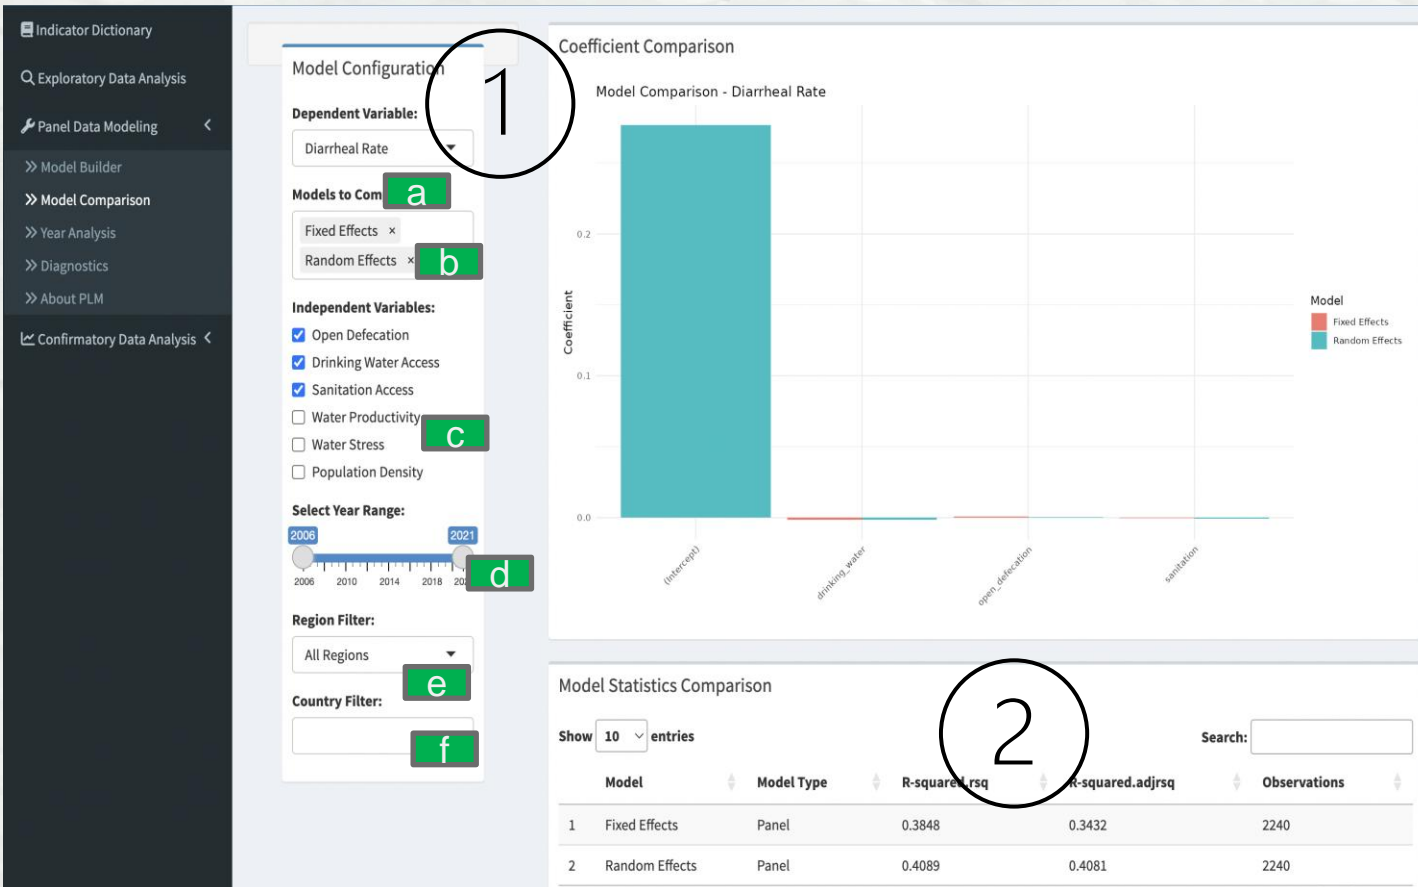 Indicator Dictionary
Exploratory Data Analysis
Panel Data Modeling
Model Builder
Model Comparison
Year Analysis
Diagnostics
About PLM
Confirmatory Data Analysis
Model Configuration
1
Dependent Variable:
Diarrheal Rate
a
Models to Com
Fixed Effects ×
Random Effects ×
b
Independent Variables:
Open Defecation
Drinking Water Access
Sanitation Access
Water Productivity
c
Water Stress
Population Density
Select Year Range:
2006 2021
2006 2010 2014 2018
d
Region Filter:
All Regions
e
Country Filter:
f
Coefficient Comparison
Model Comparison - Diarrheal Rate
Coefficient
0.2
0.1
0.0
(Intercept) drinking_water open_defecation sanitation
Model
Fixed Effects
Random Effects
Model Statistics Comparison
2
Show 10 entries Search:
Model Model Type R-squared.rsq R-squared.adjrsq Observations
1 Fixed Effects Panel 0.3848 0.3432 2240
2 Random Effects Panel 0.4089 0.4081 2240